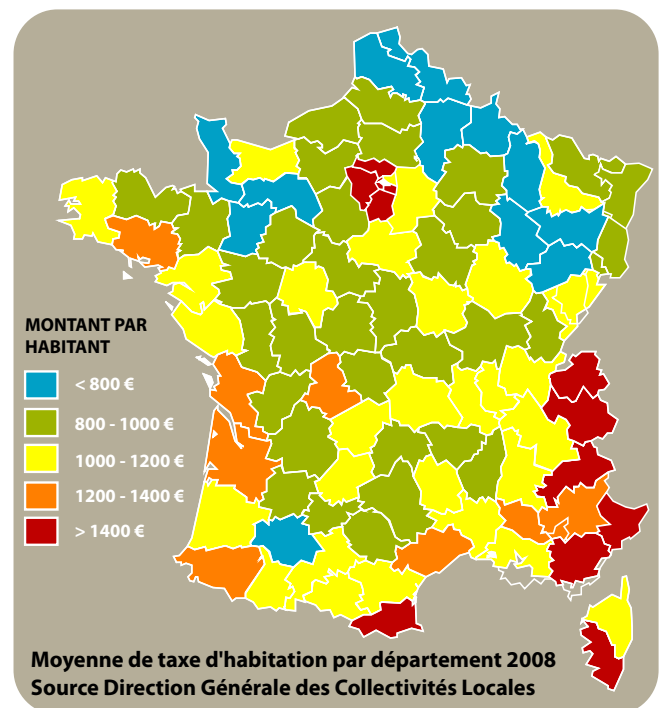 MONTANT PAR
HABITANT
< 800 €
800 - 1000 €
1000 - 1200 €
1200 - 1400 €
> 1400 €
Moyenne de taxe d'habitation par département 2008
Source Direction Générale des Collectivités Locales